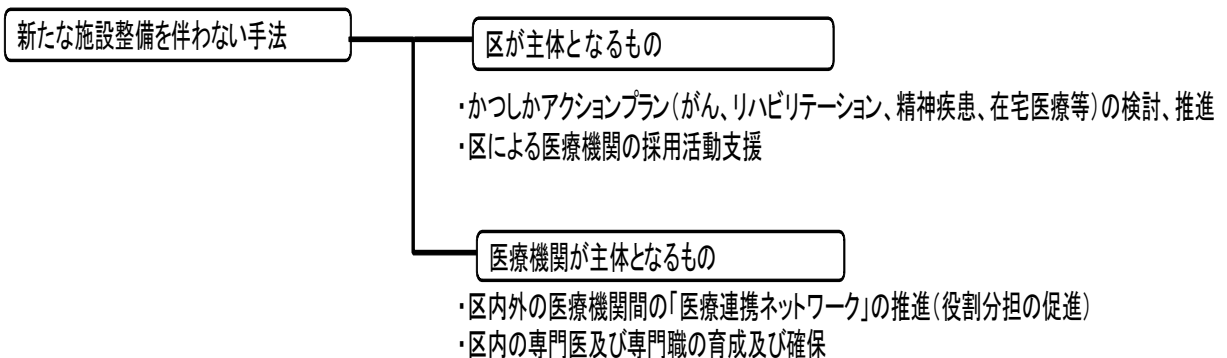 新たな施設整備を伴わない手法
区が主体となるもの
・かつしかアクションプラン（がん、リハビリテーション、精神疾患、在宅医療等）の検討、推進
・区による医療機関の採用活動支援
医療機関が主体となるもの
・区内外の医療機関間の「医療連携ネットワーク」の推進（役割分担の促進）
・区内の専門医及び専門職の育成及び確保